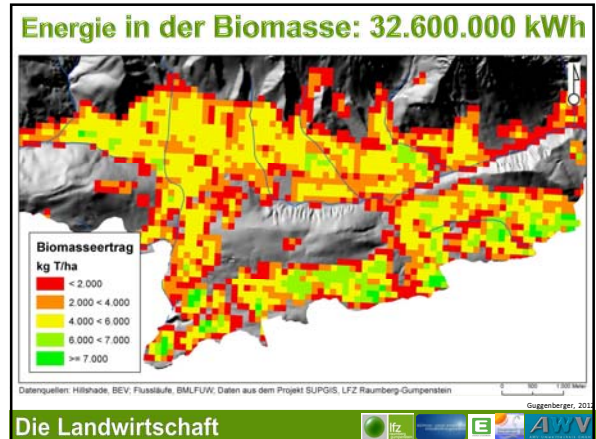 Energie in der Biomasse: 32.600.000 kWh
Biomasseertrag
kg T/ha
< 2.000
2.000 < 4.000
4.000 < 6.000
6.000 < 7.000
>= 7.000
Datenquellen: Hillshade, BEV; Flussläufe, BMLFUW; Daten aus dem Projekt SUPGIS, LFZ Raumberg-Gumpenstein
0 500 1.000 Meter
Guggenberger, 2012
Die Landwirtschaft
lfz
E
AWV